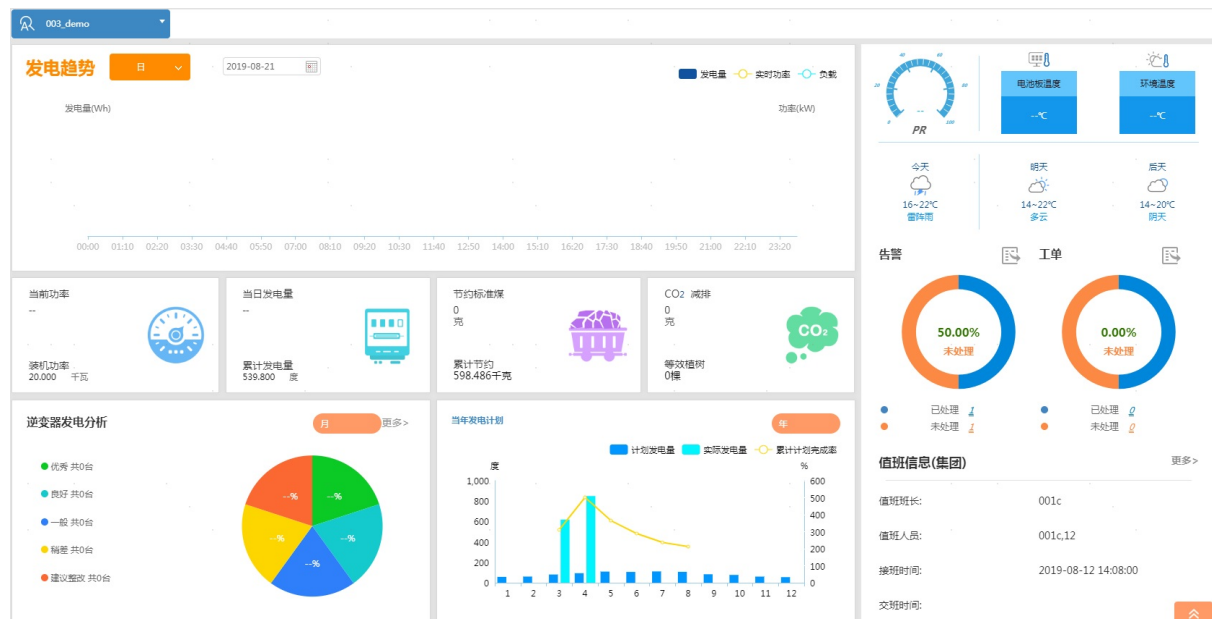 003_demo
发电趋势
日
2019-08-21
发电量 实时功率 负载
发电量(Wh)
功率(kW)
00:00 01:10 02:20 03:30 04:40 05:50 07:00 08:10 09:20 10:30 11:40 12:50 14:00 15:10 16:20 17:30 18:40 19:50 21:00 22:10 23:20
当前功率
--
装机功率
20.000 千瓦
当日发电量
--
累计发电量
539.800 度
节约标准煤
0
克
累计节约
598.486千克
CO2 减排
0
克
等效植树
0棵
CO2
逆变器发电分析
月
更多>
优秀 共0台
良好 共0台
一般 共0台
稍差 共0台
建议整改 共0台
--%
--%
--%
--%
--%
当年发电计划
年
计划发电量 实际发电量 累计计划完成率
度
%
1,000
800
600
400
200
0
600
500
400
300
200
100
0
1 2 3 4 5 6 7 8 9 10 11 12
0
20
40
60
80
100
--
PR
电池板温度
--℃
环境温度
--℃
今天
16~22℃
雷阵雨
明天
14~22℃
多云
后天
14~20℃
阴天
告警
50.00%
未处理
已处理 1
未处理 1
工单
0.00%
未处理
已处理 0
未处理 0
值班信息(集团)
更多>
值班班长: 001c
值班人员: 001c,12
接班时间: 2019-08-12 14:08:00
交班时间: